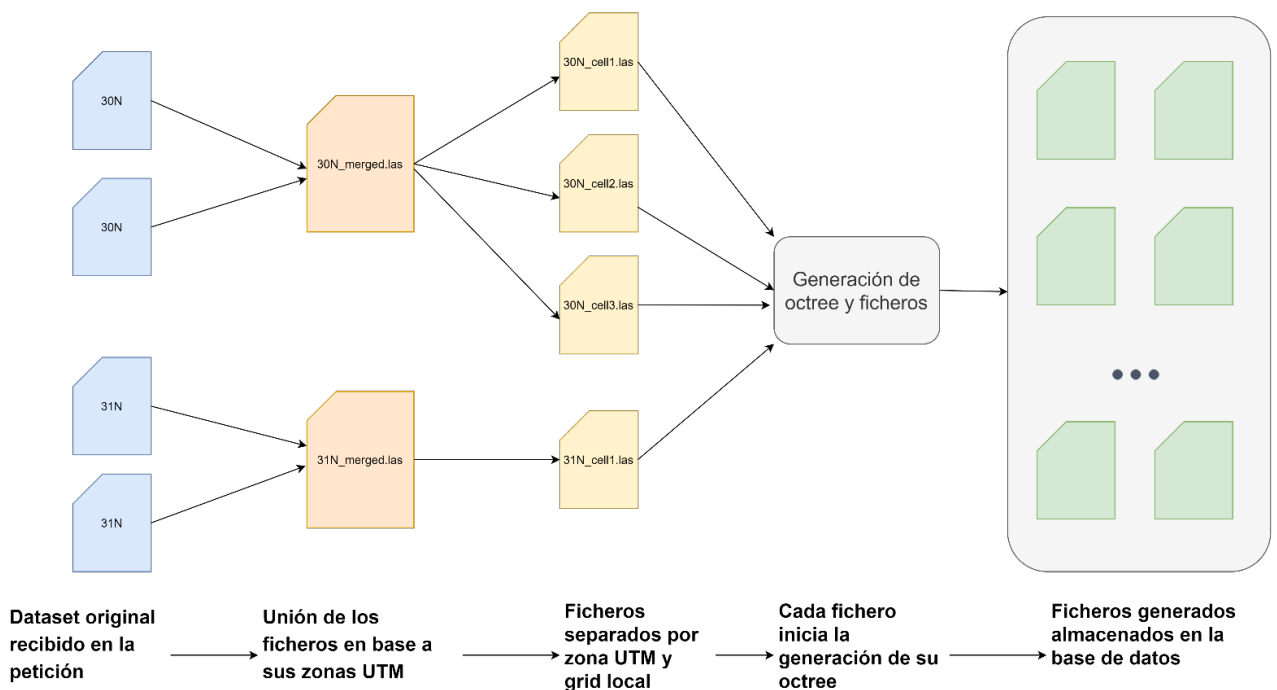 30N
30N
30N_merged.las
30N_cell1.las
30N_cell2.las
30N_cell3.las
31N
31N
31N_merged.las
31N_cell1.las
Generación de
octree y ficheros
Dataset original
recibido en la
petición
Unión de los
ficheros en base a
sus zonas UTM
Ficheros
separados por
zona UTM y
grid local
Cada fichero
inicia la
generación de su
octree
Ficheros generados
almacenados en la
base de datos